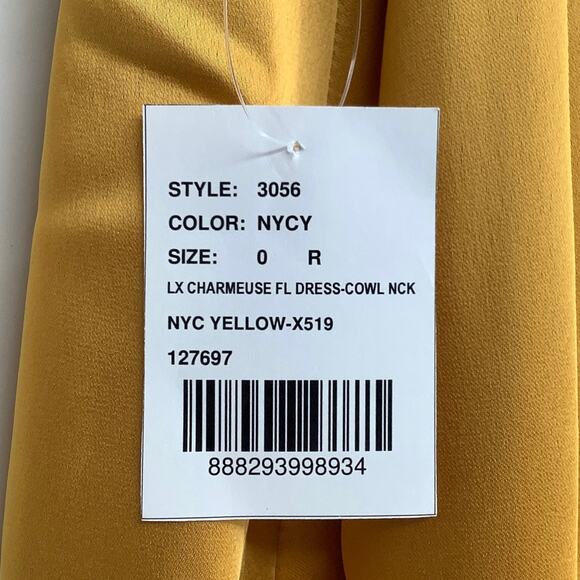 STYLE: 3056
COLOR: NYCY
SIZE: 0 R
LX CHARMEUSE FL DRESS-COWL NCK
NYC YELLOW-X519
127697
888293998934